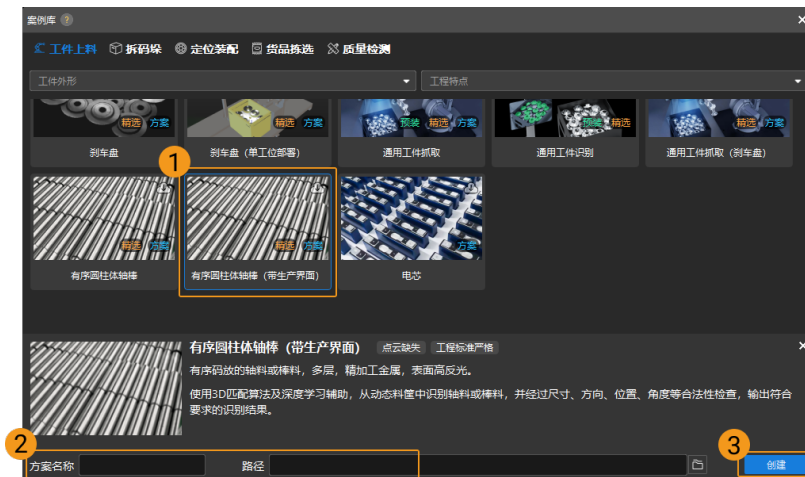 案例库 ?
工件上料 拆码垛 定位装配 货品拣选 质量检测
工件外形 工程特点
精选 方案 精选 方案 预装 精选 方案 预装 精选 精选 方案
刹车盘 刹车盘（单工位部署） 通用工件抓取 通用工件识别 通用工件抓取（刹车盘）
1
精选 方案 精选 方案 方案
有序圆柱体轴棒 有序圆柱体轴棒（带生产界面） 电芯
有序圆柱体轴棒（带生产界面） 点云缺失 工程标准严格
有序码放的轴料或棒料，多层，精加工金属，表面高反光。
使用3D匹配算法及深度学习辅助，从动态料筐中识别轴料或棒料，并经过尺寸、方向、位置、角度等合法性检查，输出符合
要求的识别结果。
2 3
方案名称 路径 创建